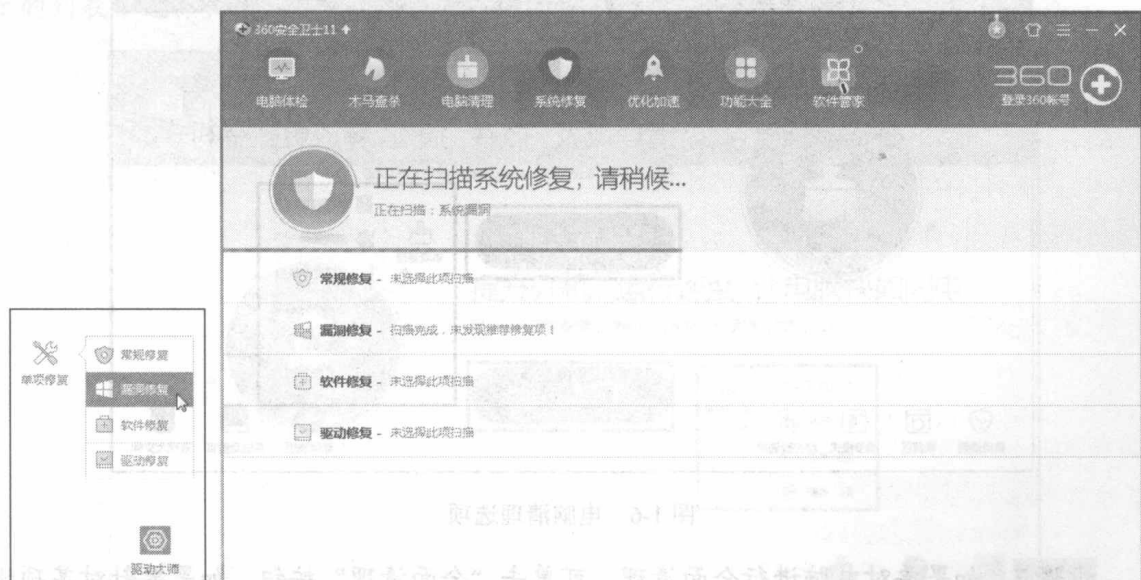 360安全卫士11
电脑体检 木马查杀 电脑清理 系统修复 优化加速 功能大全 软件管家
360
登录360帐号
正在扫描系统修复，请稍候...
正在扫描：系统漏洞
常规修复 - 未选择此项扫描
漏洞修复 - 扫描完成，未发现推荐修复项！
软件修复 - 未选择此项扫描
驱动修复 - 未选择此项扫描
单项修复
常规修复
漏洞修复
软件修复
驱动修复
驱动大师
图1-6 电脑清理选项